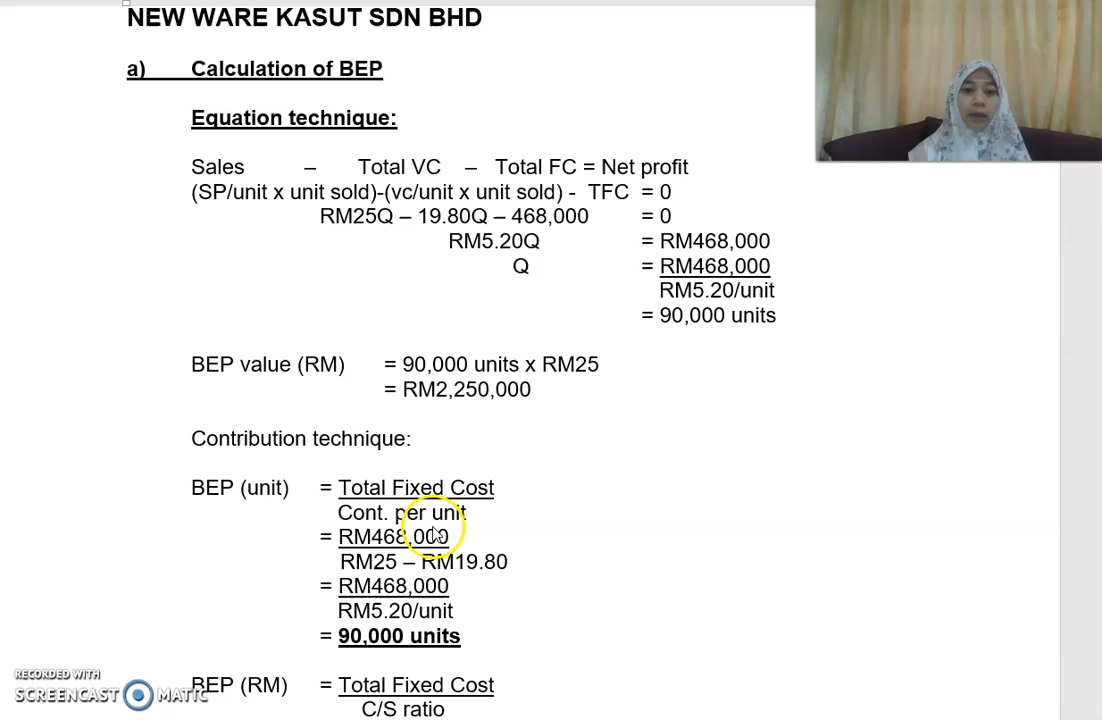 NEW WARE KASUT SDN BHD
a) Calculation of BEP
Equation technique:
Sales – Total VC – Total FC = Net profit
(SP/unit x unit sold)-(vc/unit x unit sold) - TFC = 0
RM25Q – 19.80Q – 468,000 = 0
RM5.20Q = RM468,000
Q = RM468,000
RM5.20/unit
= 90,000 units
BEP value (RM) = 90,000 units x RM25
= RM2,250,000
Contribution technique:
BEP (unit) = Total Fixed Cost
Cont. per unit
= RM468,000
RM25 – RM19.80
= RM468,000
RM5.20/unit
= 90,000 units
BEP (RM) = Total Fixed Cost
C/S ratio
RECORDED WITH
SCREENCAST MATIC